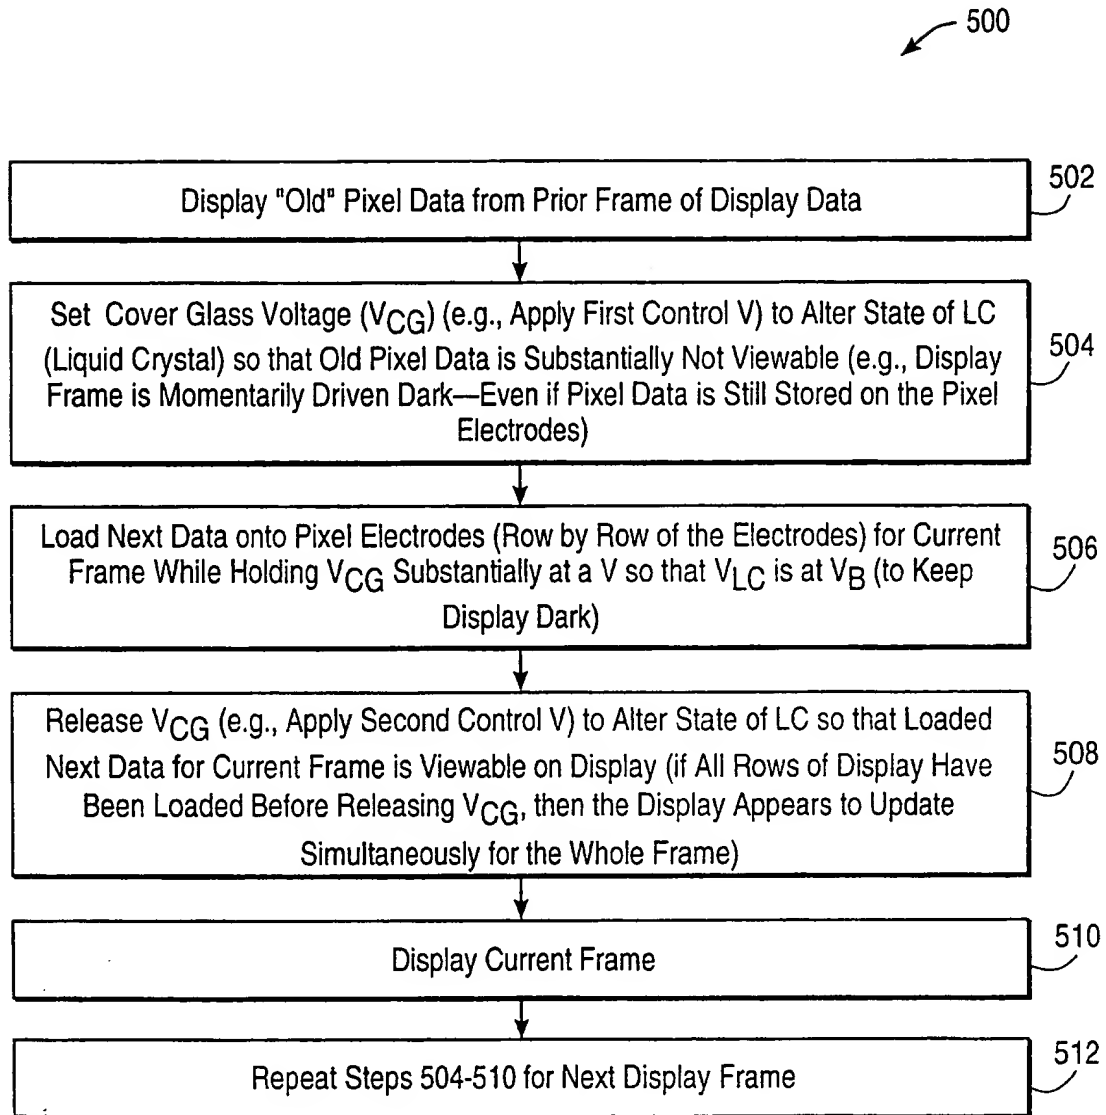 500
Display "Old" Pixel Data from Prior Frame of Display Data
502
Set Cover Glass Voltage (VCG) (e.g., Apply First Control V) to Alter State of LC
(Liquid Crystal) so that Old Pixel Data is Substantially Not Viewable (e.g., Display
Frame is Momentarily Driven Dark—Even if Pixel Data is Still Stored on the Pixel
Electrodes)
504
Load Next Data onto Pixel Electrodes (Row by Row of the Electrodes) for Current
Frame While Holding VCG Substantially at a V so that VLC is at VB (to Keep
Display Dark)
506
Release VCG (e.g., Apply Second Control V) to Alter State of LC so that Loaded
Next Data for Current Frame is Viewable on Display (if All Rows of Display Have
Been Loaded Before Releasing VCG, then the Display Appears to Update
Simultaneously for the Whole Frame)
508
Display Current Frame
510
Repeat Steps 504-510 for Next Display Frame
512